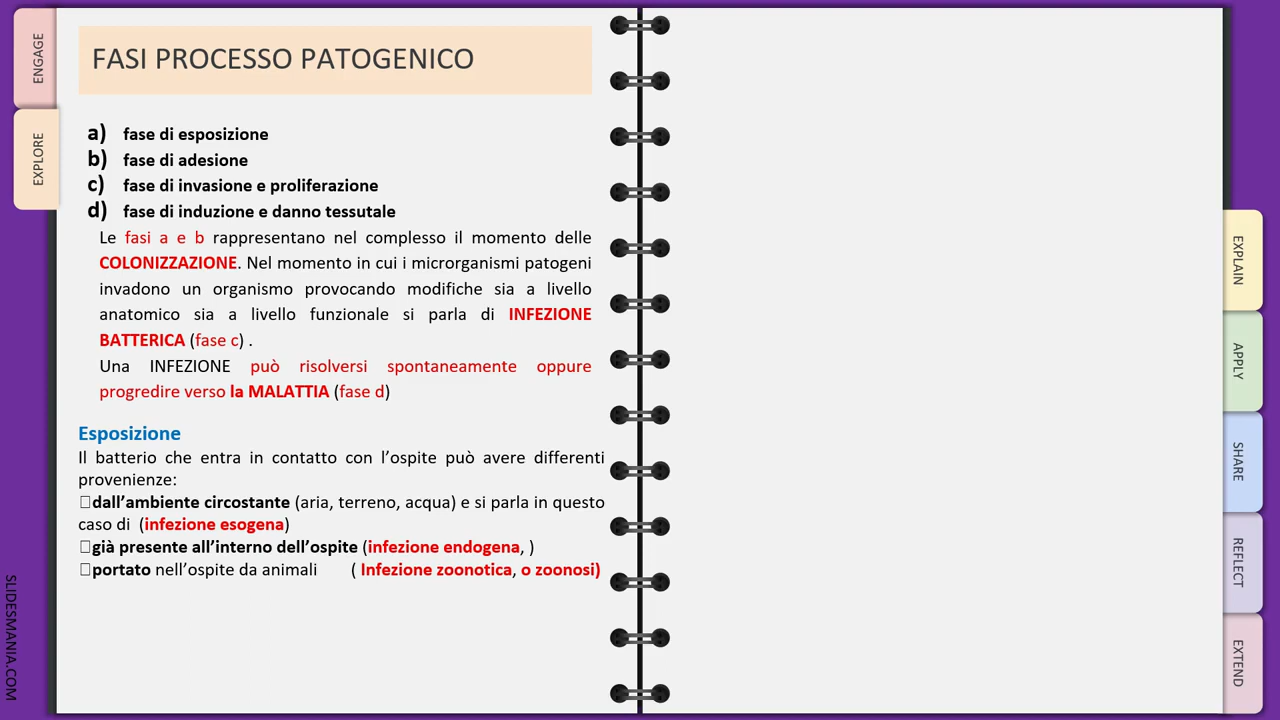 ENGAGE
EXPLORE
FASI PROCESSO PATOGENICO
a) fase di esposizione
b) fase di adesione
c) fase di invasione e proliferazione
d) fase di induzione e danno tessutale
Le fasi a e b rappresentano nel complesso il momento delle
COLONIZZAZIONE. Nel momento in cui i microrganismi patogeni
invadono un organismo provocando modifiche sia a livello
anatomico sia a livello funzionale si parla di INFEZIONE
BATTERICA (fase c) .
Una INFEZIONE può risolversi spontaneamente oppure
progredire verso la MALATTIA (fase d)
Esposizione
Il batterio che entra in contatto con l’ospite può avere differenti
provenienze:
dall’ambiente circostante (aria, terreno, acqua) e si parla in questo
caso di (infezione esogena)
già presente all’interno dell’ospite (infezione endogena, )
portato nell’ospite da animali ( Infezione zoonotica, o zoonosi)
SLIDESMANIA.COM
EXPLAIN
APPLY
SHARE
REFLECT
EXTEND